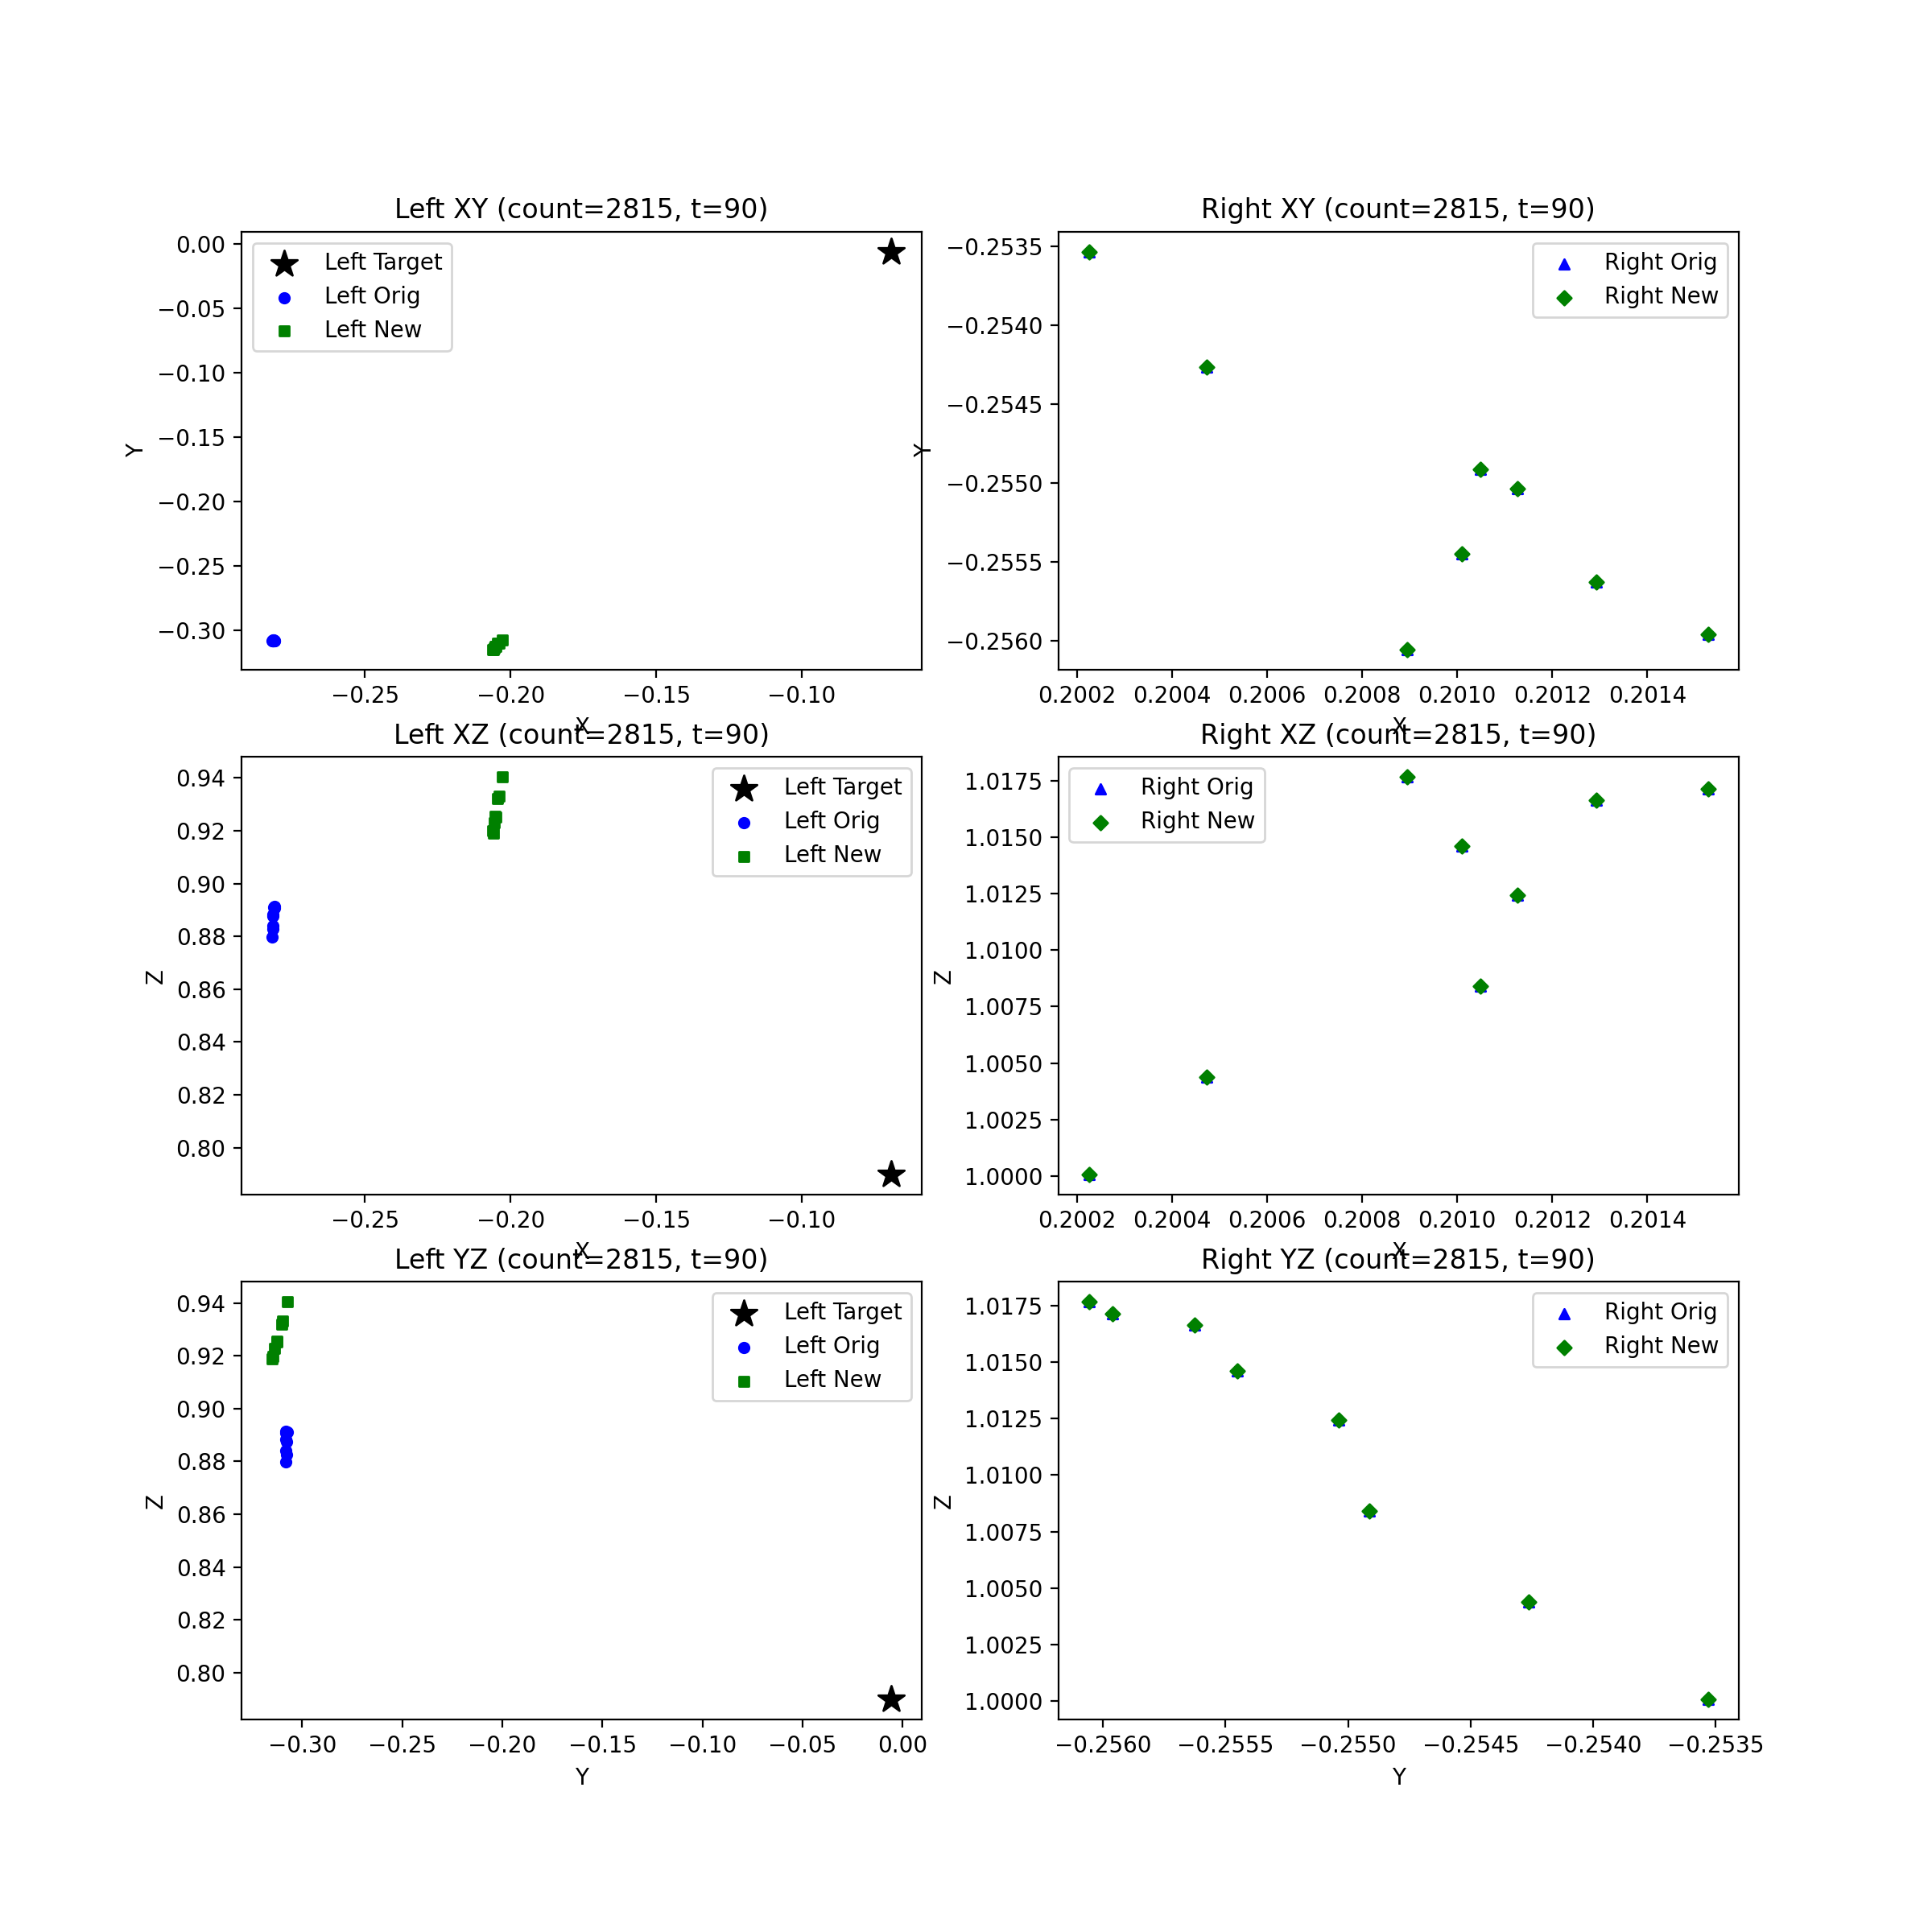 Left XY (count=2815, t=90)
Right XY (count=2815, t=90)
0.00
−0.05
−0.10
−0.15
−0.20
−0.25
−0.30
Y
Left Target
Left Orig
Left New
−0.25
−0.20
−0.15
−0.10
X
−0.2535
−0.2540
−0.2545
−0.2550
−0.2555
−0.2560
Y
Right Orig
Right New
0.2002
0.2004
0.2006
0.2008
0.2010
0.2012
0.2014
X
Left XZ (count=2815, t=90)
Right XZ (count=2815, t=90)
0.94
0.92
0.90
0.88
0.86
0.84
0.82
0.80
Z
Left Target
Left Orig
Left New
−0.25
−0.20
−0.15
−0.10
X
1.0175
1.0150
1.0125
1.0100
1.0075
1.0050
1.0025
1.0000
Z
Right Orig
Right New
0.2002
0.2004
0.2006
0.2008
0.2010
0.2012
0.2014
X
Left YZ (count=2815, t=90)
Right YZ (count=2815, t=90)
0.94
0.92
0.90
0.88
0.86
0.84
0.82
0.80
Z
Left Target
Left Orig
Left New
−0.30
−0.25
−0.20
−0.15
−0.10
−0.05
0.00
Y
1.0175
1.0150
1.0125
1.0100
1.0075
1.0050
1.0025
1.0000
Z
Right Orig
Right New
−0.2560
−0.2555
−0.2550
−0.2545
−0.2540
−0.2535
Y